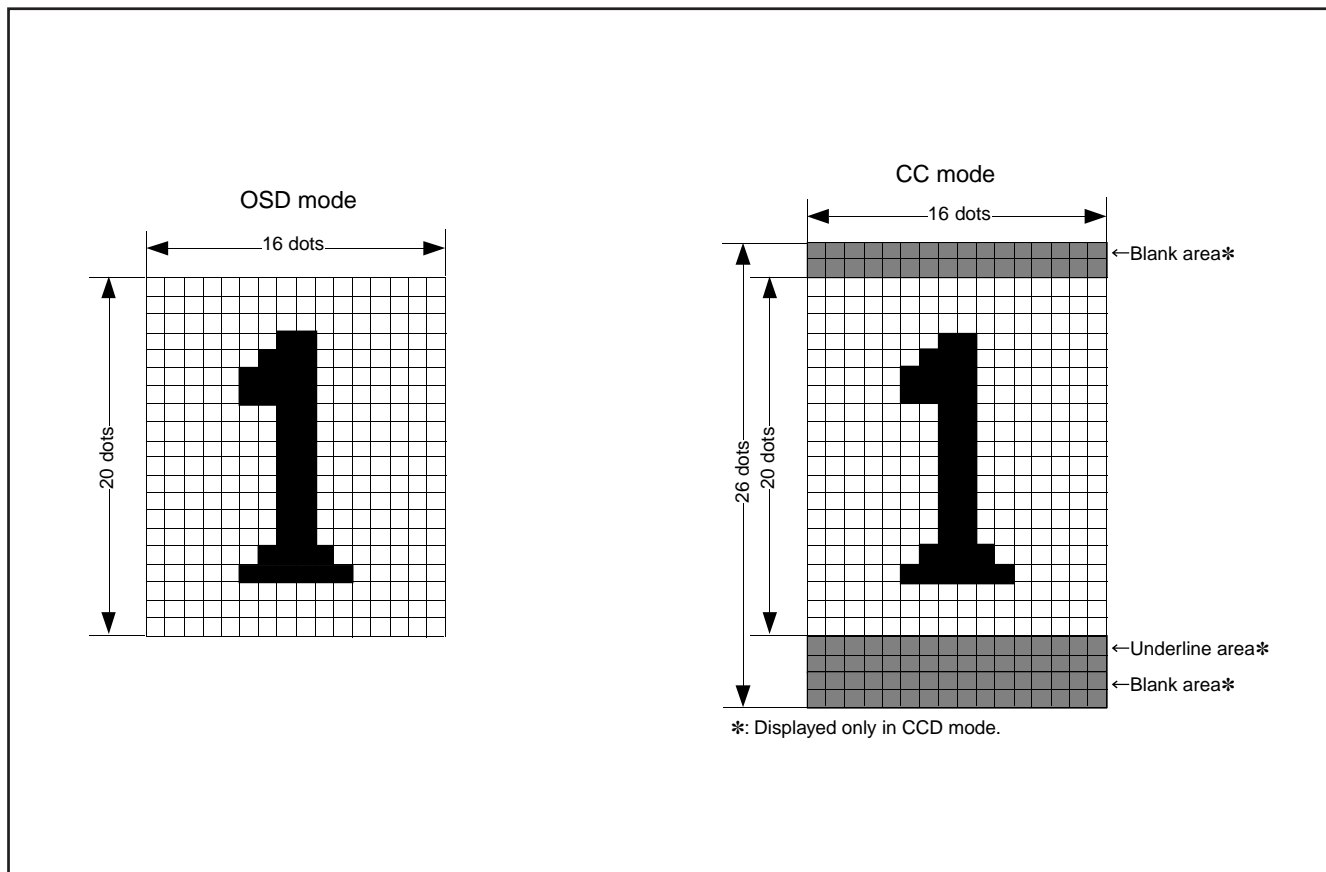 OSD mode
16 dots
20 dots
CC mode
16 dots
26 dots
20 dots
←Blank area✽
←Underline area✽
←Blank area✽
✽: Displayed only in CCD mode.